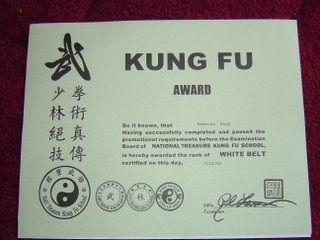 武
拳術真傳
少林絕技
KUNG FU
AWARD
Be it known, that
Having successfully completed and passed the
promotional requirements before the Examination
Board of NATIONAL TREASURE KUNG FU SCHOOL,
is hereby awarded the rank of WHITE BELT
certified on this day,